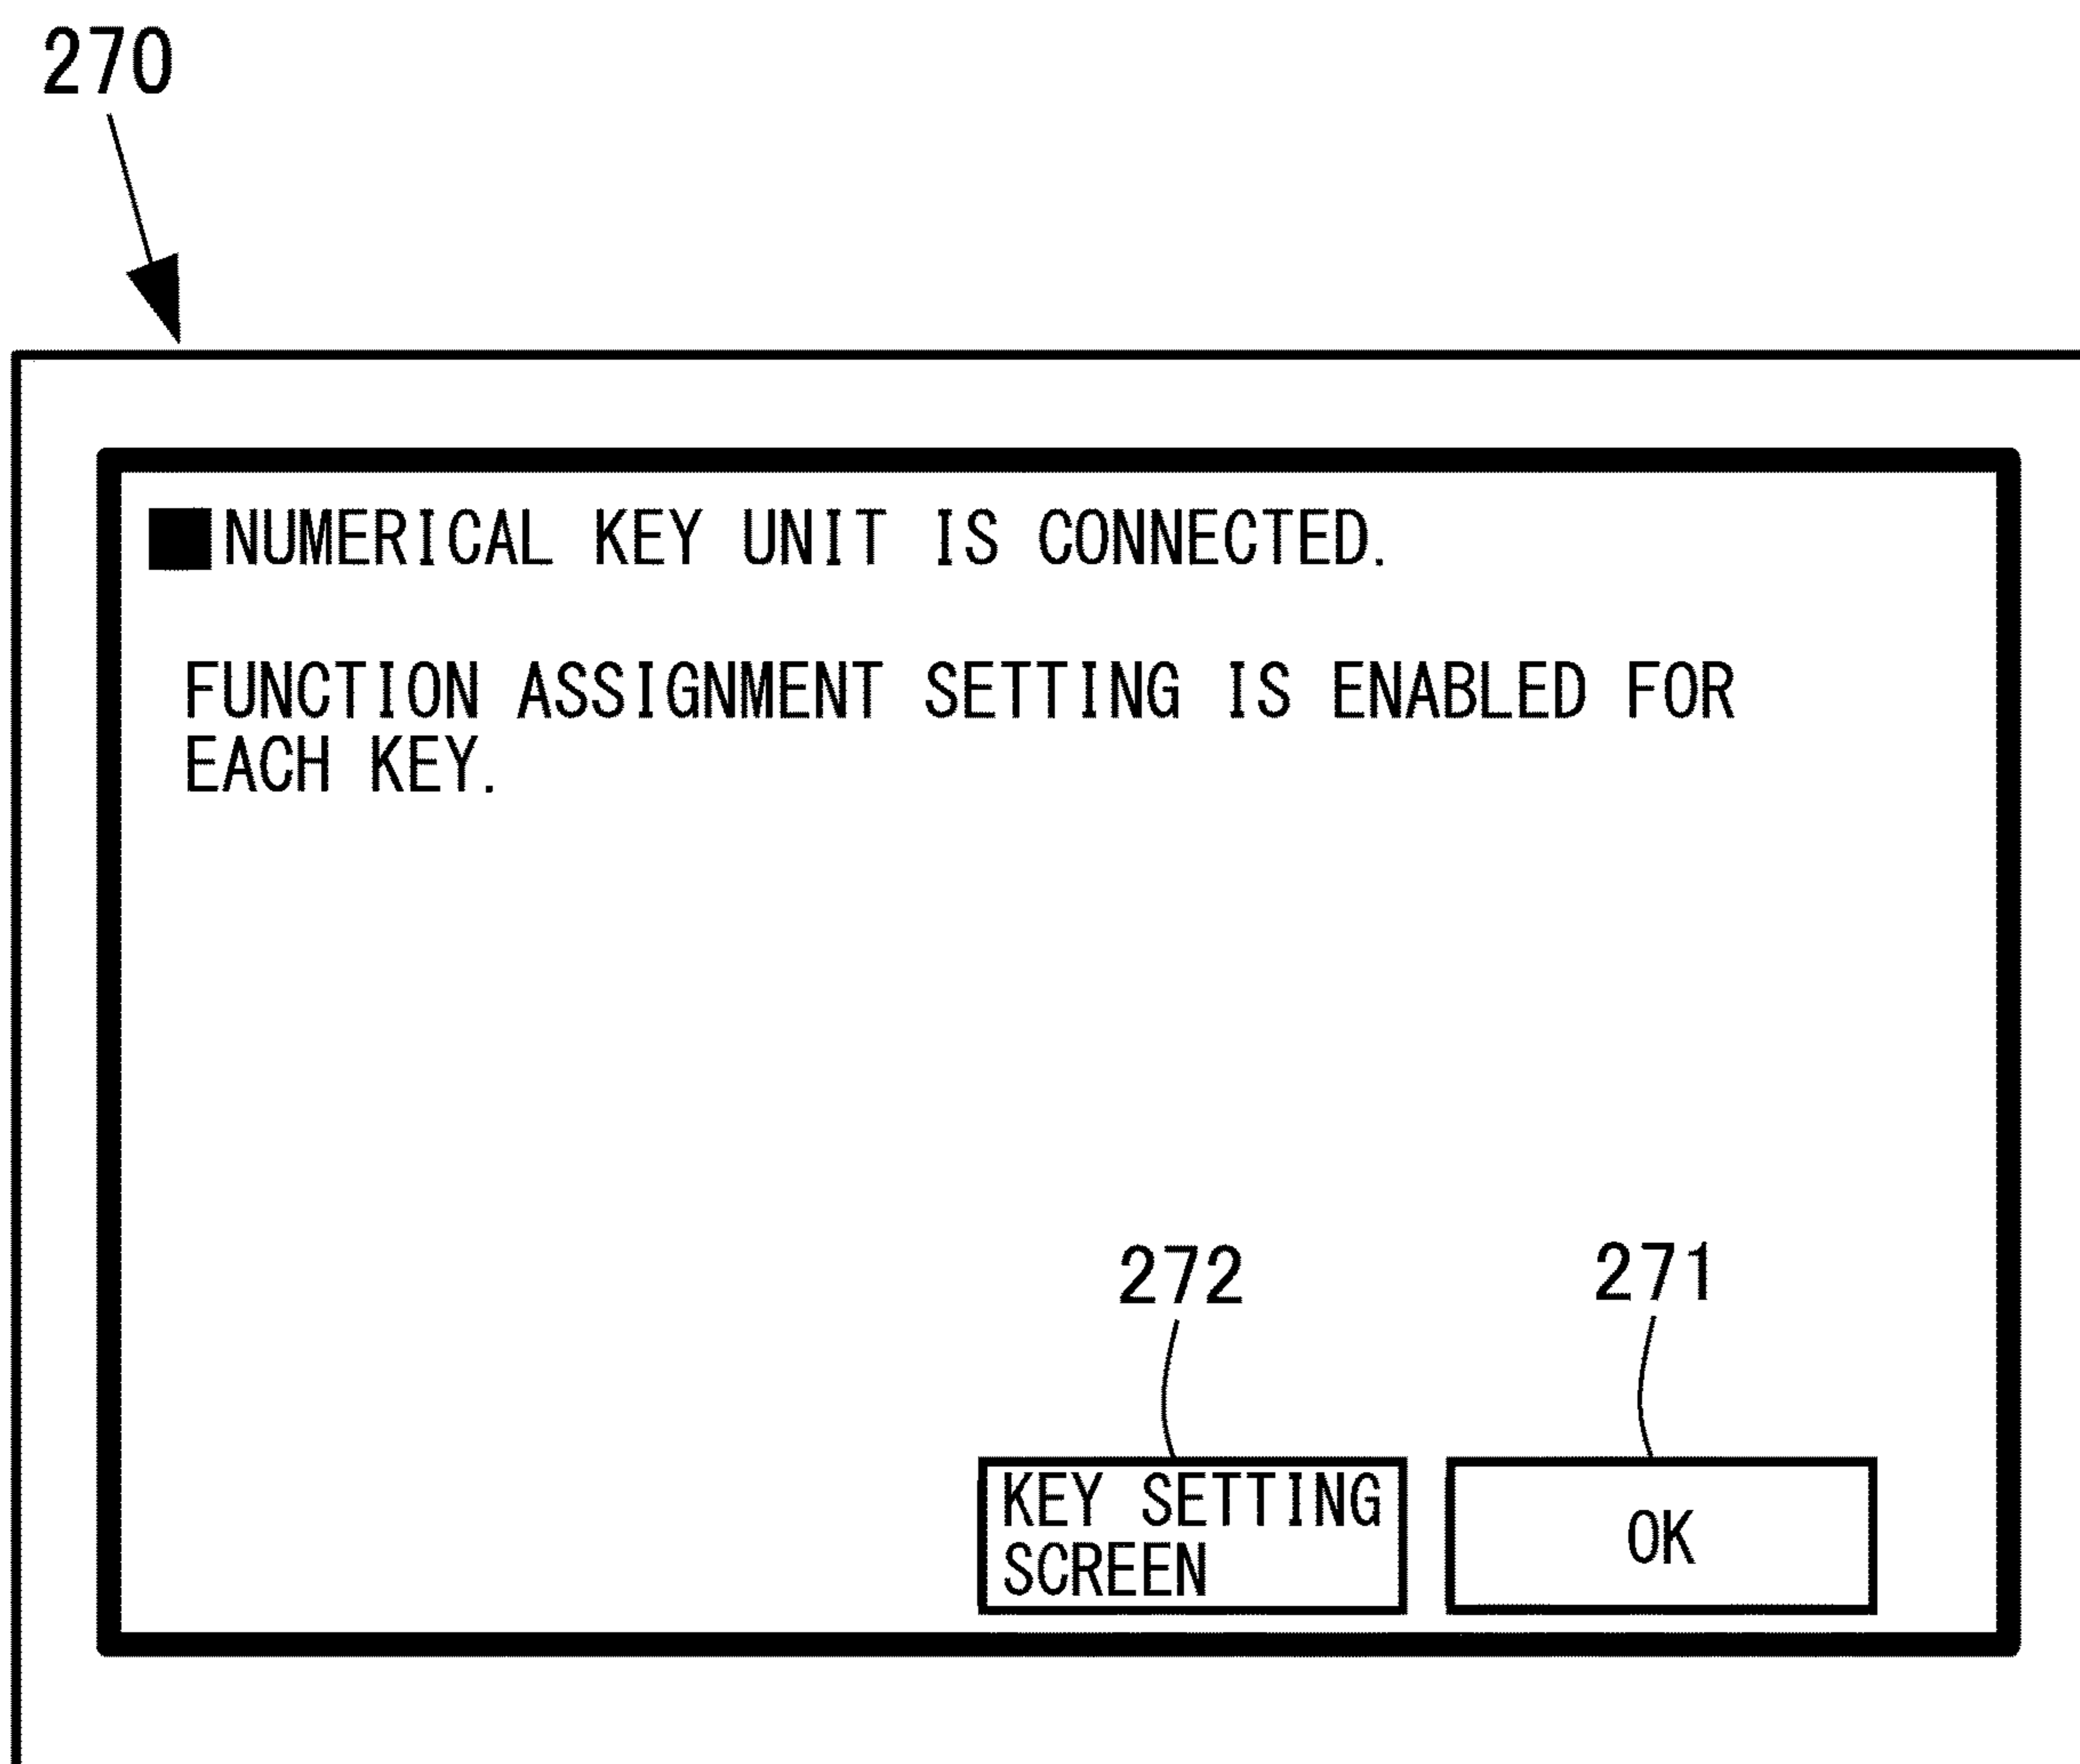 270
■NUMERICAL KEY UNIT IS CONNECTED.
FUNCTION ASSIGNMENT SETTING IS ENABLED FOR
EACH KEY.
272
271
KEY SETTING
SCREEN
OK